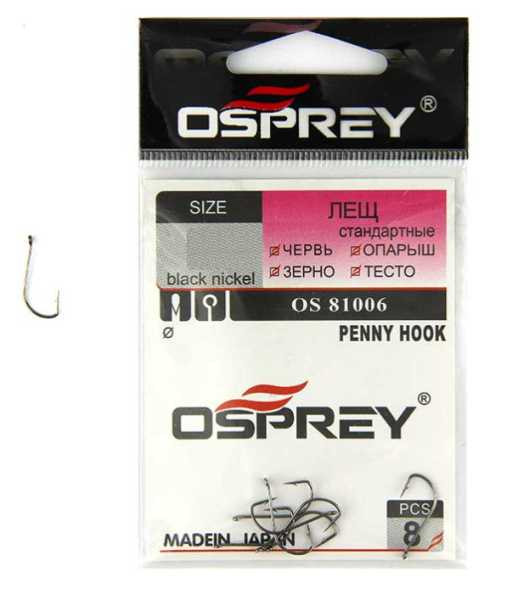 OSPREY®
SIZE
ЛЕЩ
стандартные
ЧЕРВЬ ОПАРЫШ
black nickel
ЗЕРНО ТЕСТО
OS 81006
Ø
PENNY HOOK
OSPREY®
PCS
8
MADEIN JAPAN